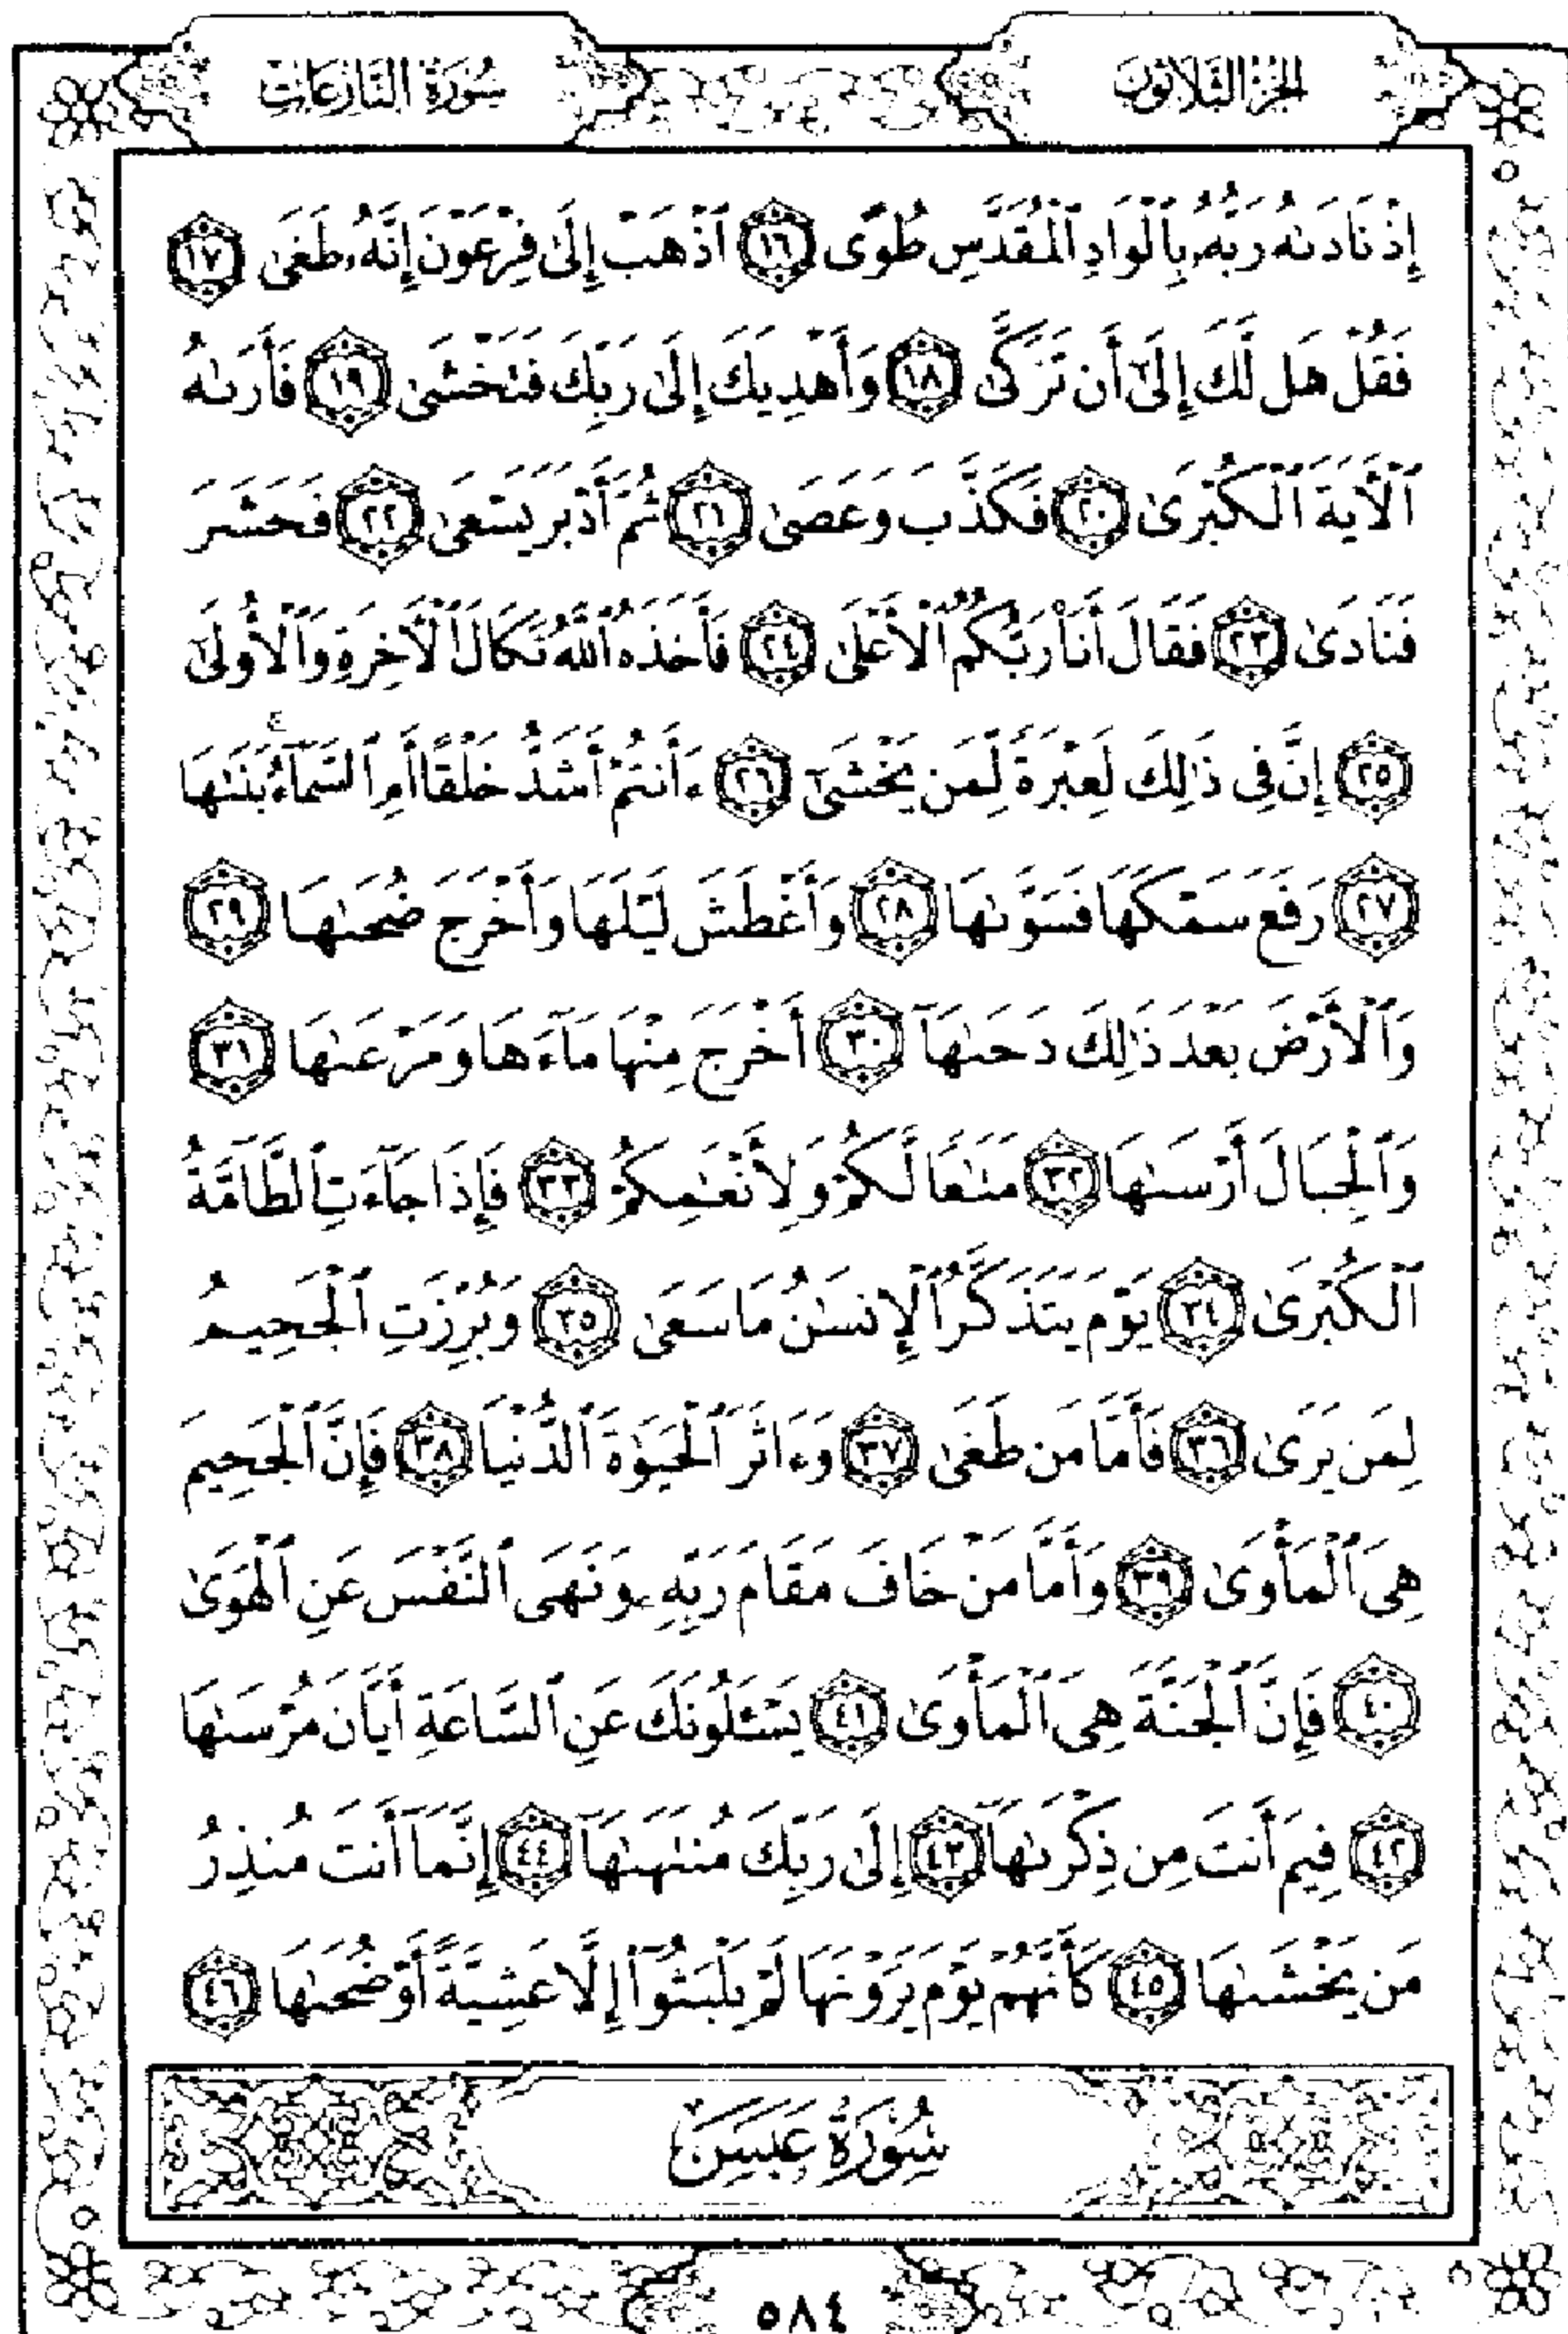 الجزء الثلاثون
سورة النازعات
إِذْ نَادَىٰهُ رَبُّهُۥ بِٱلْوَادِ ٱلْمُقَدَّسِ طُوًى ١٦ ٱذْهَبْ إِلَىٰ فِرْعَوْنَ إِنَّهُۥ طَغَىٰ ١٧
فَقُلْ هَل لَّكَ إِلَىٰٓ أَن تَزَكَّىٰ ١٨ وَأَهْدِيَكَ إِلَىٰ رَبِّكَ فَتَخْشَىٰ ١٩ فَأَرَىٰهُ
ٱلْـَٔايَةَ ٱلْكُبْرَىٰ ٢٠ فَكَذَّبَ وَعَصَىٰ ٢١ ثُمَّ أَدْبَرَ يَسْعَىٰ ٢٢ فَحَشَرَ
فَنَادَىٰ ٢٣ فَقَالَ أَنَا۠ رَبُّكُمُ ٱلْأَعْلَىٰ ٢٤ فَأَخَذَهُ ٱللَّهُ نَكَالَ ٱلْـَٔاخِرَةِ وَٱلْأُولَىٰٓ
٢٥ إِنَّ فِى ذَٰلِكَ لَعِبْرَةً لِّمَن يَخْشَىٰٓ ٢٦ ءَأَنتُمْ أَشَدُّ خَلْقًا أَمِ ٱلسَّمَآءُ ۚ بَنَىٰهَا
٢٧ رَفَعَ سَمْكَهَا فَسَوَّىٰهَا ٢٨ وَأَغْطَشَ لَيْلَهَا وَأَخْرَجَ ضُحَىٰهَا ٢٩
وَٱلْأَرْضَ بَعْدَ ذَٰلِكَ دَحَىٰهَآ ٣٠ أَخْرَجَ مِنْهَا مَآءَهَا وَمَرْعَىٰهَا ٣١
وَٱلْجِبَالَ أَرْسَىٰهَا ٣٢ مَتَٰعًا لَّكُمْ وَلِأَنْعَٰمِكُمْ ٣٣ فَإِذَا جَآءَتِ ٱلطَّآمَّةُ
ٱلْكُبْرَىٰ ٣٤ يَوْمَ يَتَذَكَّرُ ٱلْإِنسَٰنُ مَا سَعَىٰ ٣٥ وَبُرِّزَتِ ٱلْجَحِيمُ
لِمَن يَرَىٰ ٣٦ فَأَمَّا مَن طَغَىٰ ٣٧ وَءَاثَرَ ٱلْحَيَوٰةَ ٱلدُّنْيَا ٣٨ فَإِنَّ ٱلْجَحِيمَ
هِىَ ٱلْمَأْوَىٰ ٣٩ وَأَمَّا مَنْ خَافَ مَقَامَ رَبِّهِۦ وَنَهَى ٱلنَّفْسَ عَنِ ٱلْهَوَىٰ
٤٠ فَإِنَّ ٱلْجَنَّةَ هِىَ ٱلْمَأْوَىٰ ٤١ يَسْـَٔلُونَكَ عَنِ ٱلسَّاعَةِ أَيَّانَ مُرْسَىٰهَا
٤٢ فِيمَ أَنتَ مِن ذِكْرَىٰهَآ ٤٣ إِلَىٰ رَبِّكَ مُنتَهَىٰهَآ ٤٤ إِنَّمَآ أَنتَ مُنذِرُ
مَن يَخْشَىٰهَا ٤٥ كَأَنَّهُمْ يَوْمَ يَرَوْنَهَا لَمْ يَلْبَثُوٓا۟ إِلَّا عَشِيَّةً أَوْ ضُحَىٰهَا ٤٦
سُورَةُ عَبَسَ
٥٨٤